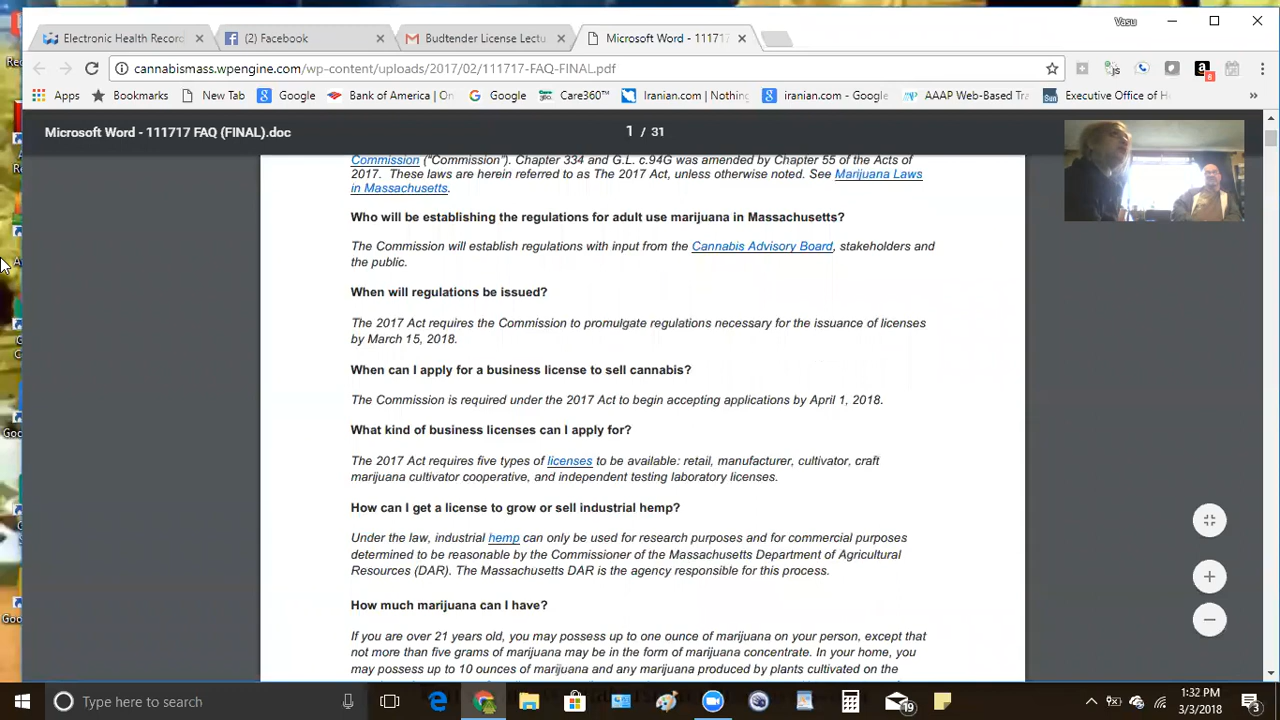 Vasu
Electronic Health Record
(2) Facebook
Budtender License Lectu
Microsoft Word - 11171
cannabismass.wpengine.com/wp-content/uploads/2017/02/111717-FAQ-FINAL.pdf
Apps Bookmarks New Tab Google Bank of America | On Google Care360™ Iranian.com | Nothing iranian.com - Google AAAP Web-Based Tra Executive Office of H
Microsoft Word - 111717 FAQ (FINAL).doc
1 / 31
Commission ("Commission"). Chapter 334 and G.L. c.94G was amended by Chapter 55 of the Acts of
2017. These laws are herein referred to as The 2017 Act, unless otherwise noted. See Marijuana Laws
in Massachusetts.
Who will be establishing the regulations for adult use marijuana in Massachusetts?
The Commission will establish regulations with input from the Cannabis Advisory Board, stakeholders and
the public.
When will regulations be issued?
The 2017 Act requires the Commission to promulgate regulations necessary for the issuance of licenses
by March 15, 2018.
When can I apply for a business license to sell cannabis?
The Commission is required under the 2017 Act to begin accepting applications by April 1, 2018.
What kind of business licenses can I apply for?
The 2017 Act requires five types of licenses to be available: retail, manufacturer, cultivator, craft
marijuana cultivator cooperative, and independent testing laboratory licenses.
How can I get a license to grow or sell industrial hemp?
Under the law, industrial hemp can only be used for research purposes and for commercial purposes
determined to be reasonable by the Commissioner of the Massachusetts Department of Agricultural
Resources (DAR). The Massachusetts DAR is the agency responsible for this process.
How much marijuana can I have?
If you are over 21 years old, you may possess up to one ounce of marijuana on your person, except that
not more than five grams of marijuana may be in the form of marijuana concentrate. In your home, you
may possess up to 10 ounces of marijuana and any marijuana produced by plants cultivated on the
Type here to search
19
1:32 PM
3/3/2018
3